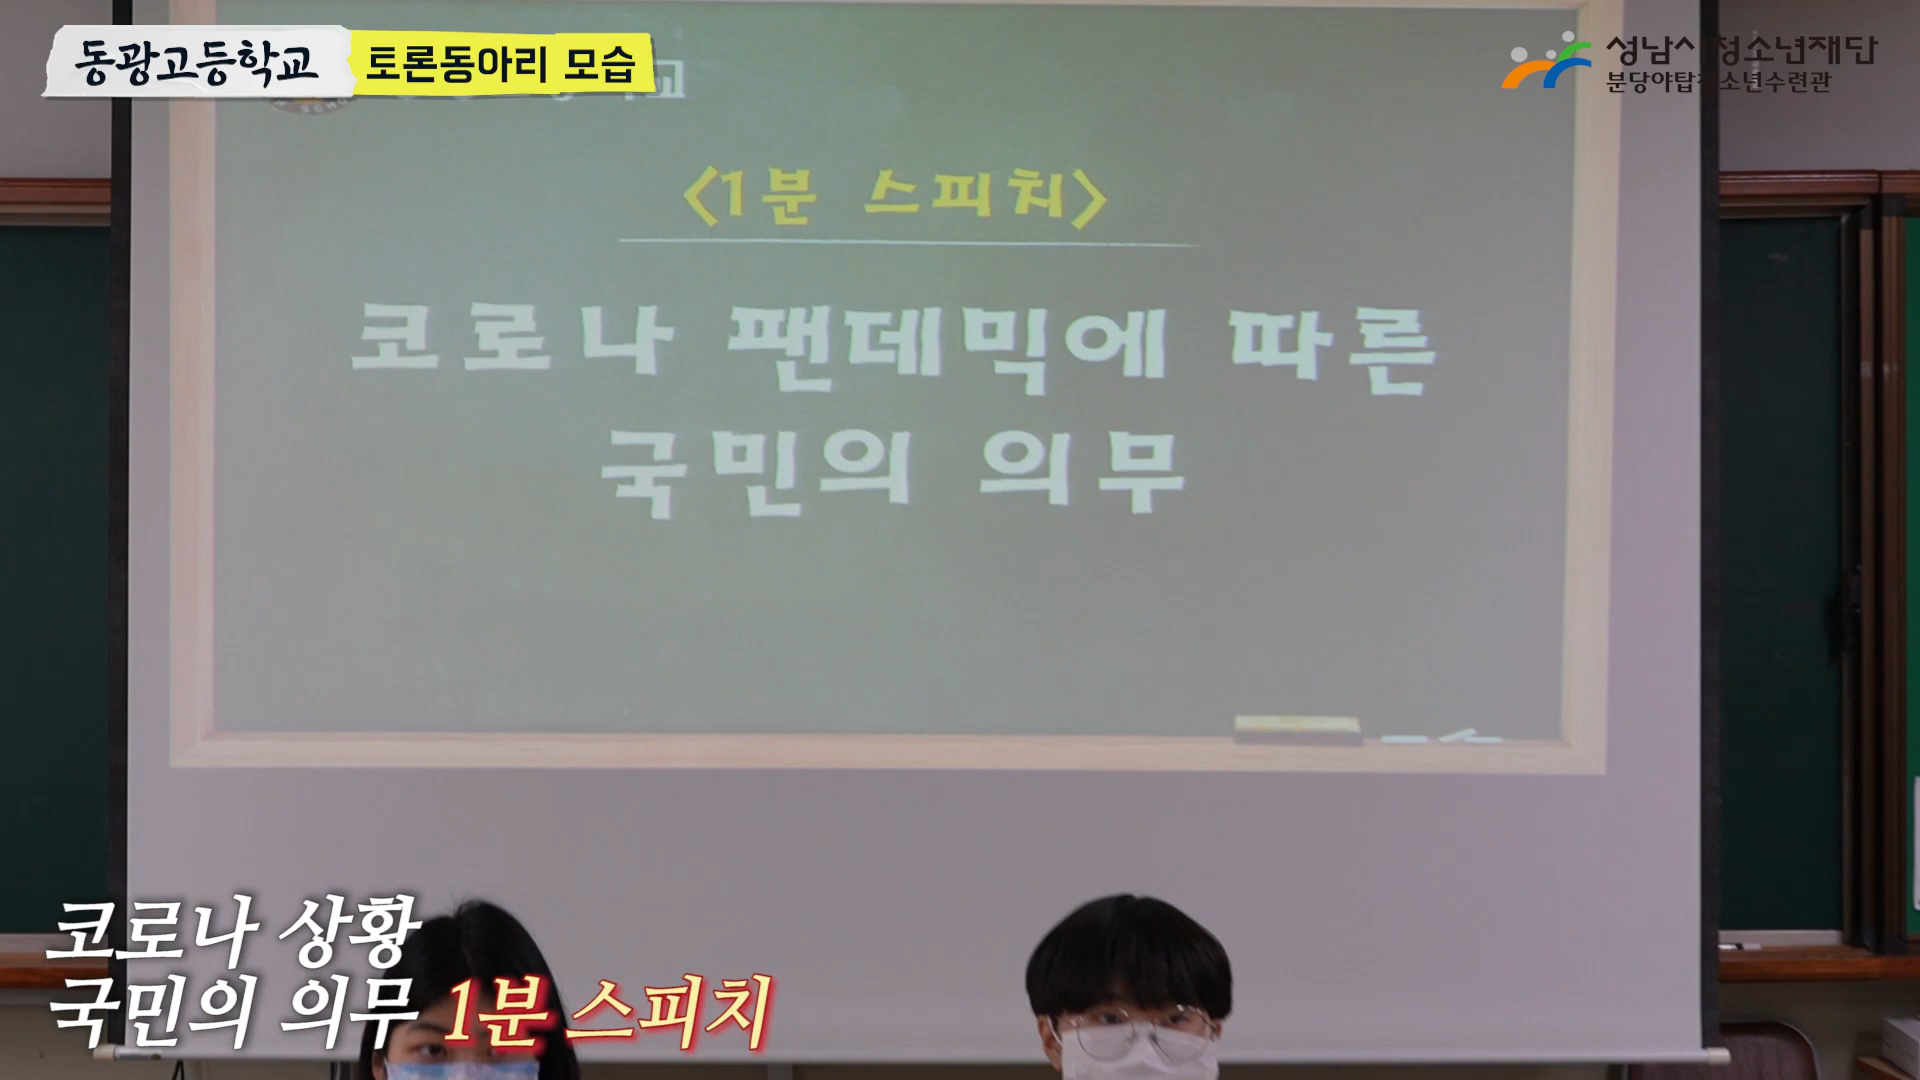 동광고등학교 토론동아리 모습
성남시청소년재단
분당야탑청소년수련관
교
<1분 스피치>
코로나 팬데믹에 따른
국민의 의무
코로나 상황
국민의 의무 1분 스피치